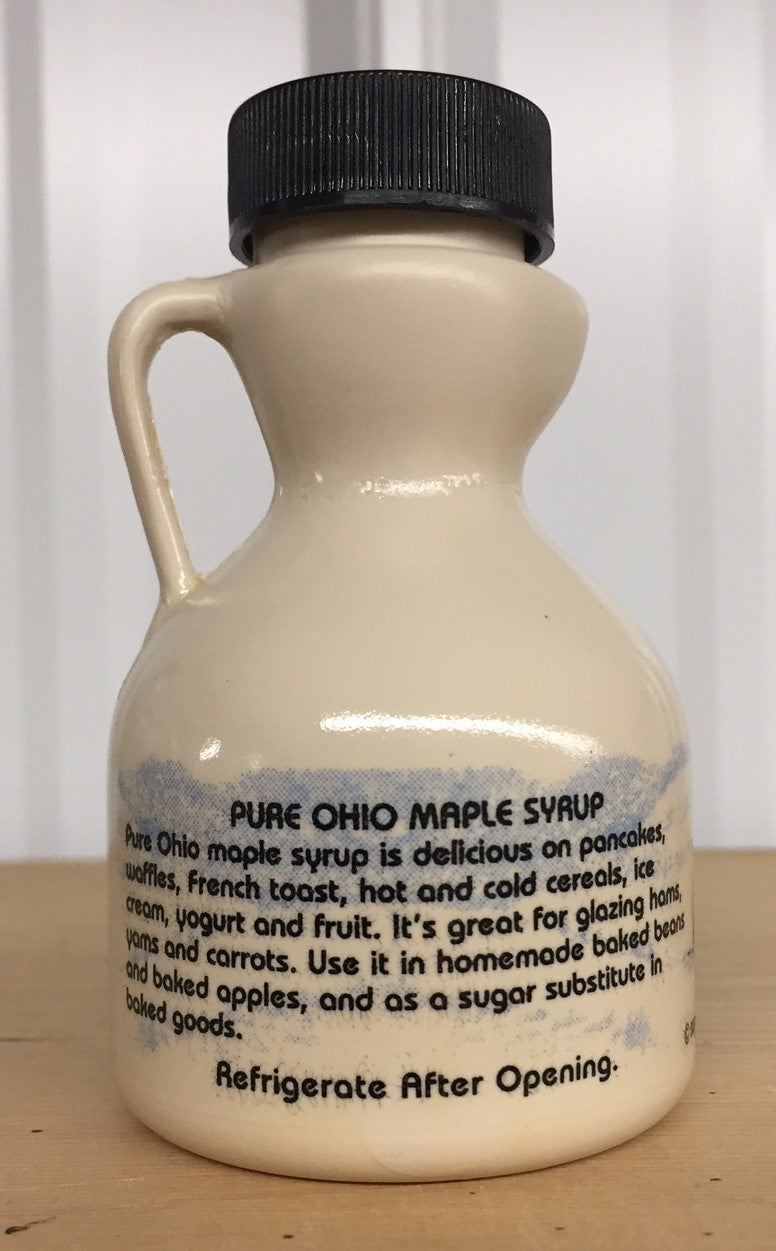 PURE OHIO MAPLE SYRUP
Pure Ohio maple syrup is delicious on pancakes,
waffles, French toast, hot and cold cereals, ice
cream, yogurt and fruit. It's great for glazing hams,
yams and carrots. Use it in homemade baked beans
and baked apples, and as a sugar substitute in
baked goods.
Refrigerate After Opening.
©